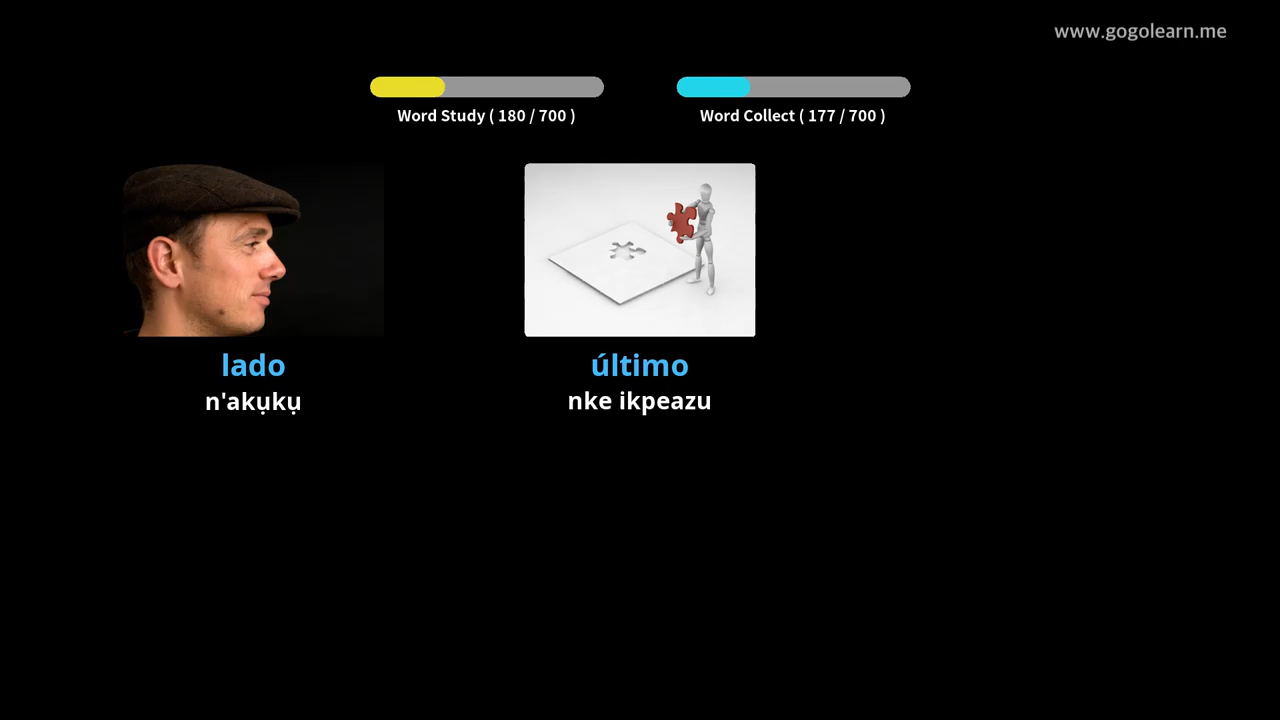 www.gogolearn.me
Word Study ( 180 / 700 )
Word Collect ( 177 / 700 )
lado
n'akụkụ
último
nke ikpeazu